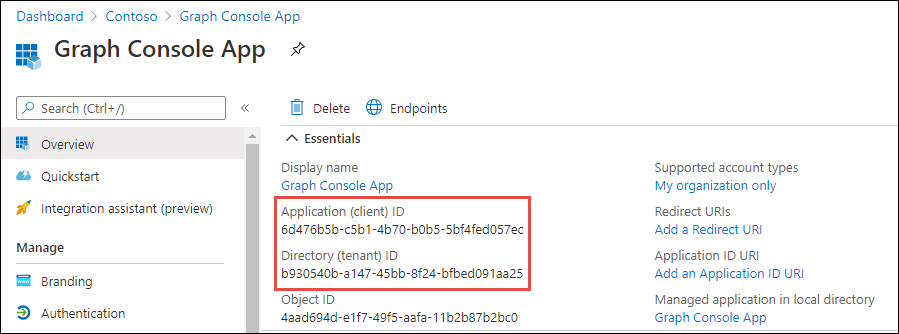 Dashboard > Contoso > Graph Console App
Graph Console App
Search (Ctrl+/)
«
Overview
Quickstart
Integration assistant (preview)
Manage
Branding
Authentication
Delete
Endpoints
Essentials
Display name
Graph Console App
Application (client) ID
6d476b5b-c5b1-4b70-b0b5-5bf4fed057ec
Directory (tenant) ID
b930540b-a147-45bb-8f24-bfbed091aa25
Object ID
4aad694d-e1f7-49f5-aafa-11b2b87b2bc0
Supported account types
My organization only
Redirect URIs
Add a Redirect URI
Application ID URI
Add an Application ID URI
Managed application in local directory
Graph Console App